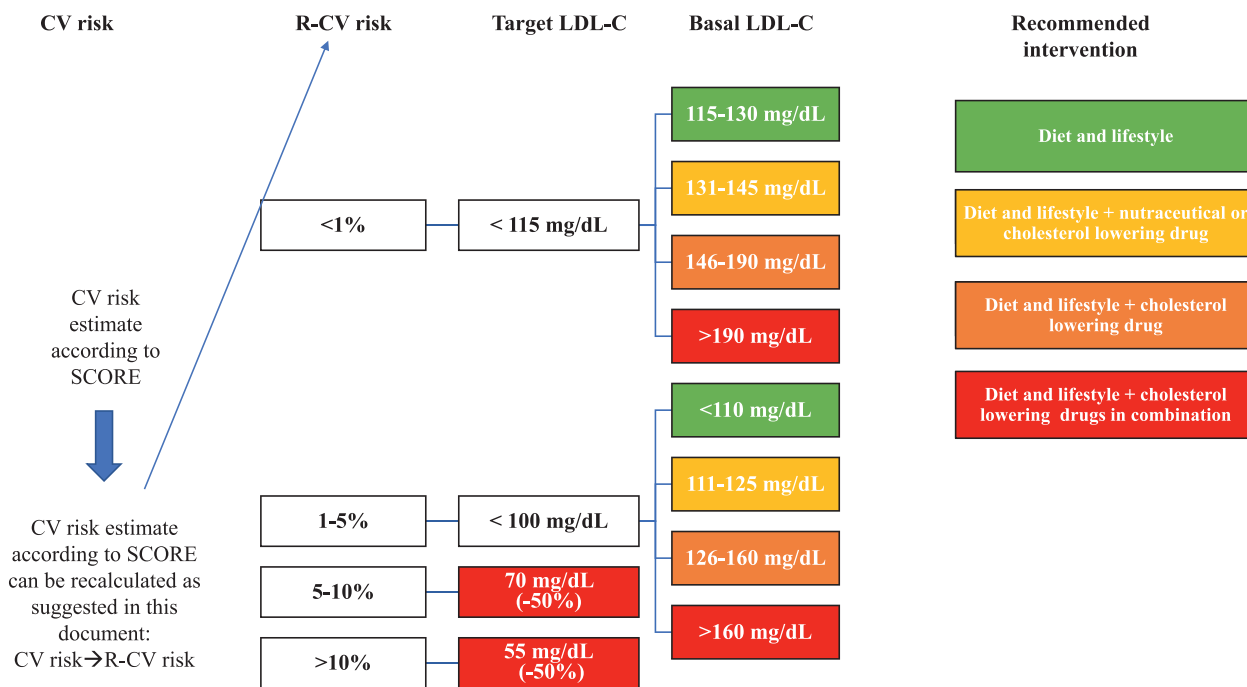 CV risk
R-CV risk
Target LDL-C
Basal LDL-C
Recommended
intervention
CV risk
estimate
according to
SCORE
CV risk estimate
according to SCORE
can be recalculated as
suggested in this
document:
CV risk→R-CV risk
<1%
< 115 mg/dL
115-130 mg/dL
131-145 mg/dL
146-190 mg/dL
>190 mg/dL
1-5%
< 100 mg/dL
<110 mg/dL
111-125 mg/dL
126-160 mg/dL
>160 mg/dL
5-10%
70 mg/dL
(-50%)
>10%
55 mg/dL
(-50%)
Diet and lifestyle
Diet and lifestyle + nutraceutical or
cholesterol lowering drug
Diet and lifestyle + cholesterol
lowering drug
Diet and lifestyle + cholesterol
lowering drugs in combination